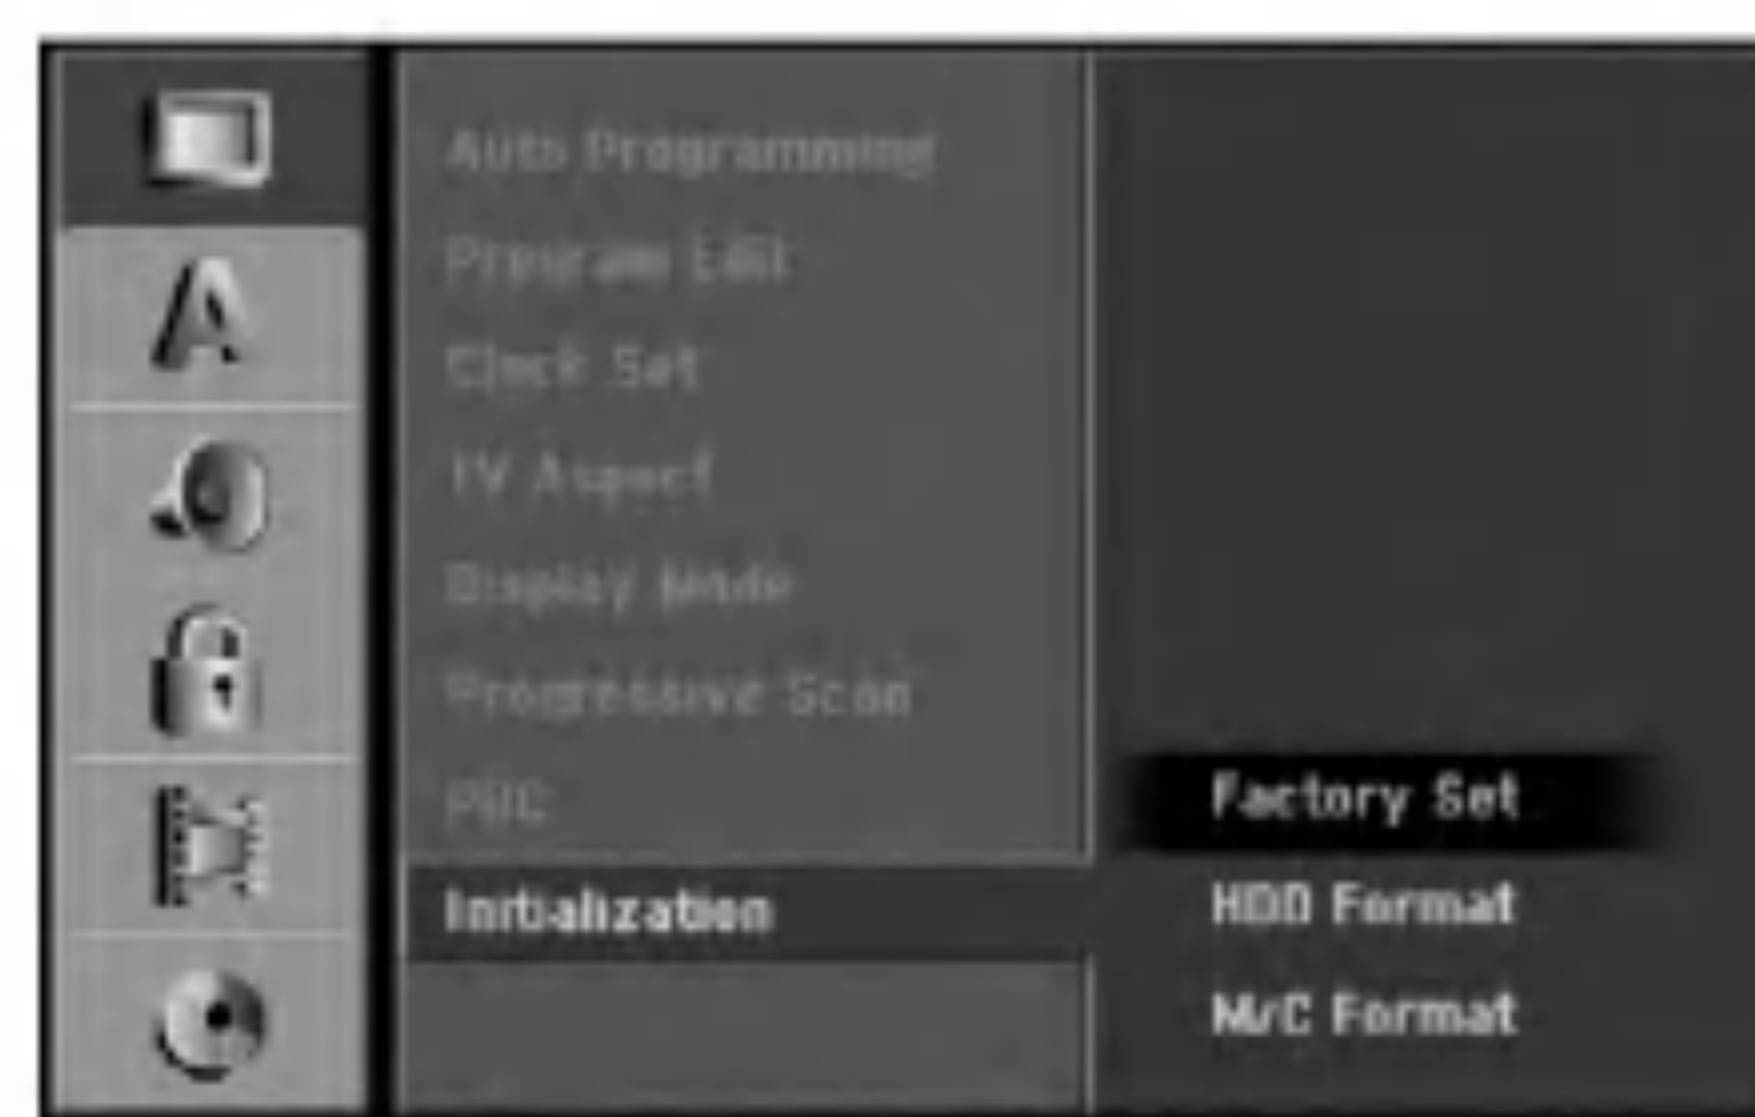 Auto Programming
Program Edit
Clock Set
TV Aspect
Display Mode
Progressive Scan
PBC
Initialization
Factory Set
HDD Format
M/C Format